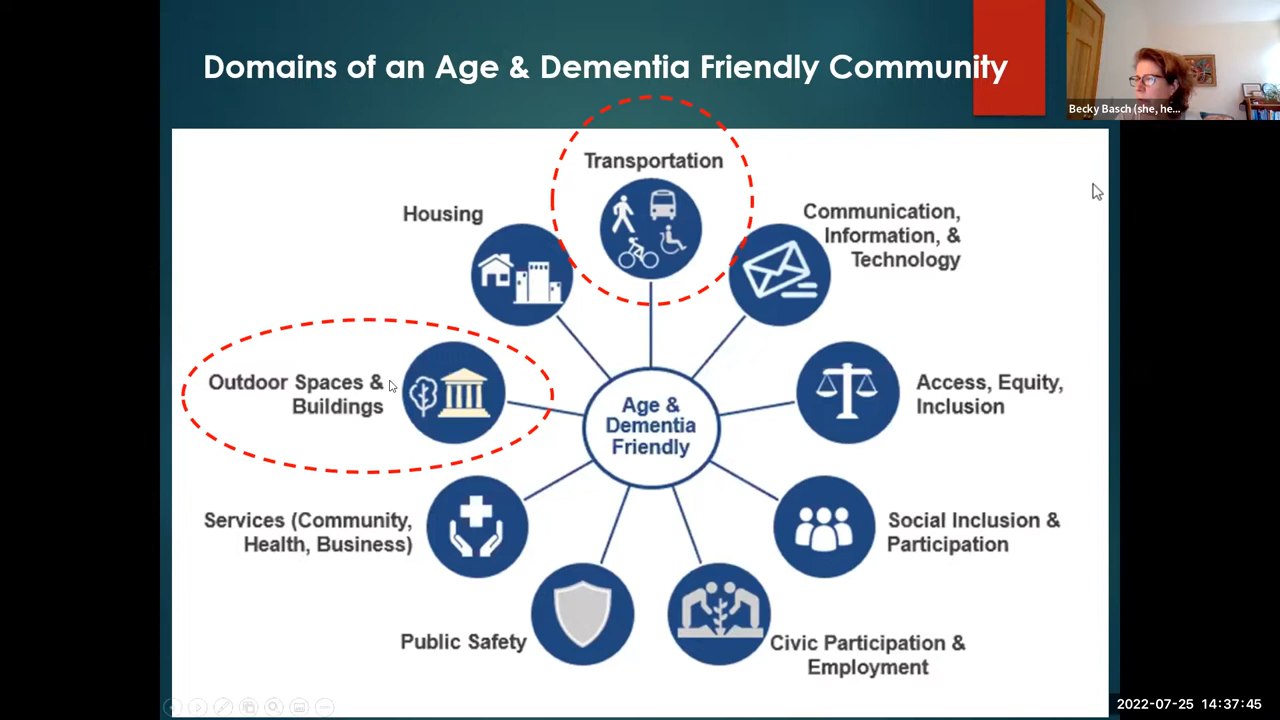 Domains of an Age & Dementia Friendly Community
Becky Basch (she, he...
Transportation
Housing
Communication,
Information, &
Technology
Outdoor Spaces &
Buildings
Access, Equity,
Inclusion
Age &
Dementia
Friendly
Services (Community,
Health, Business)
Social Inclusion &
Participation
Public Safety
Civic Participation &
Employment
2022-07-25 14:37:45